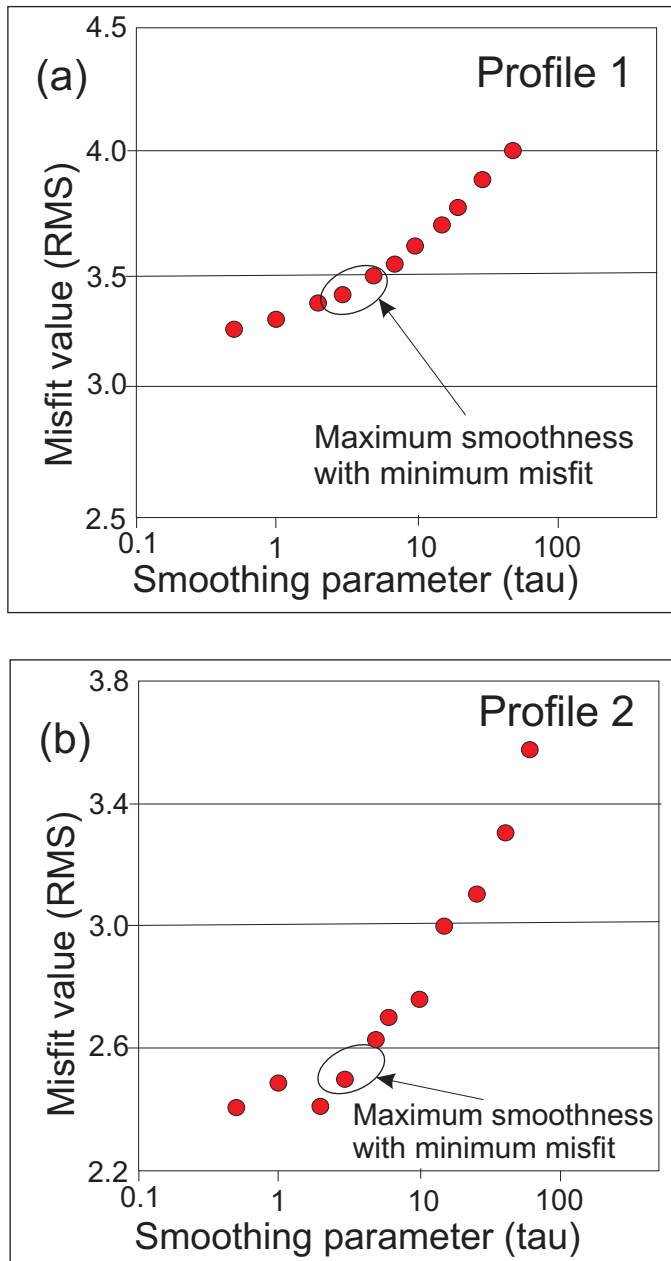 (a)
Profile 1
Misfit value (RMS)
4.5
4.0
3.5
3.0
2.5
Maximum smoothness
with minimum misfit
0.1
1
10
100
Smoothing parameter (tau)
(b)
Profile 2
Misfit value (RMS)
3.8
3.4
3.0
2.6
2.2
Maximum smoothness
with minimum misfit
0.1
1
10
100
Smoothing parameter (tau)